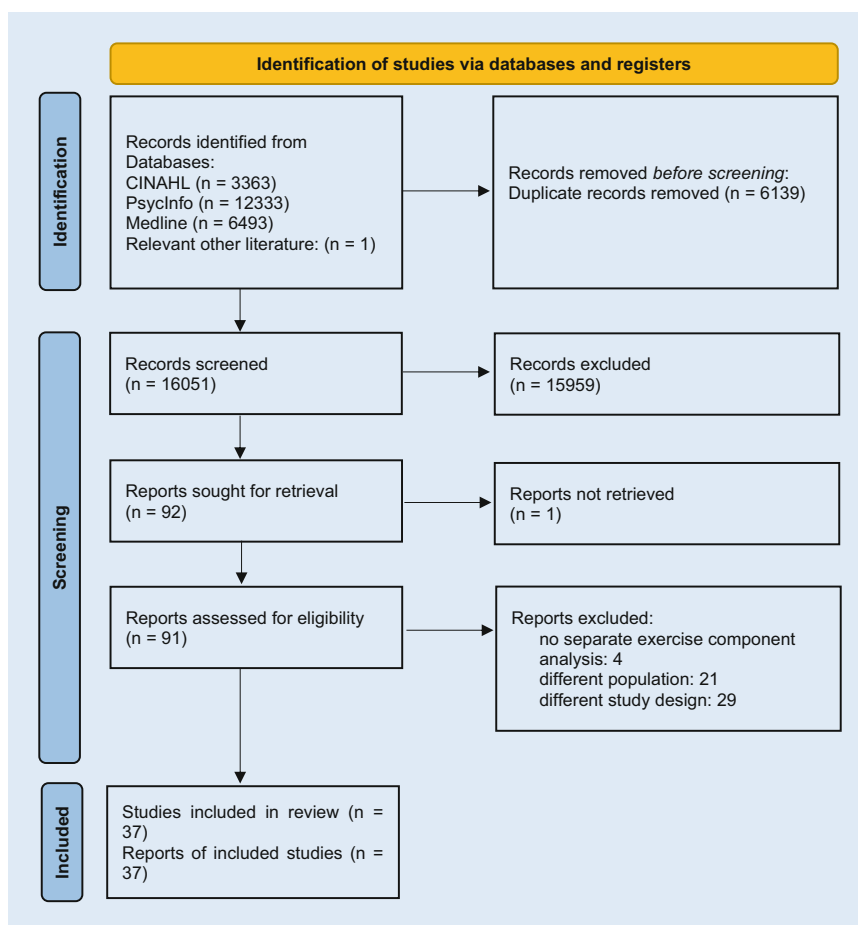 Identification of studies via databases and registers
Identification
Records identified from
Databases:
CINAHL (n = 3363)
PsycInfo (n = 12333)
Medline (n = 6493)
Relevant other literature: (n = 1)
Records removed before screening:
Duplicate records removed (n = 6139)
Screening
Records screened
(n = 16051)
Records excluded
(n = 15959)
Reports sought for retrieval
(n = 92)
Reports not retrieved
(n = 1)
Reports assessed for eligibility
(n = 91)
Reports excluded:
no separate exercise component
analysis: 4
different population: 21
different study design: 29
Included
Studies included in review (n =
37)
Reports of included studies (n =
37)